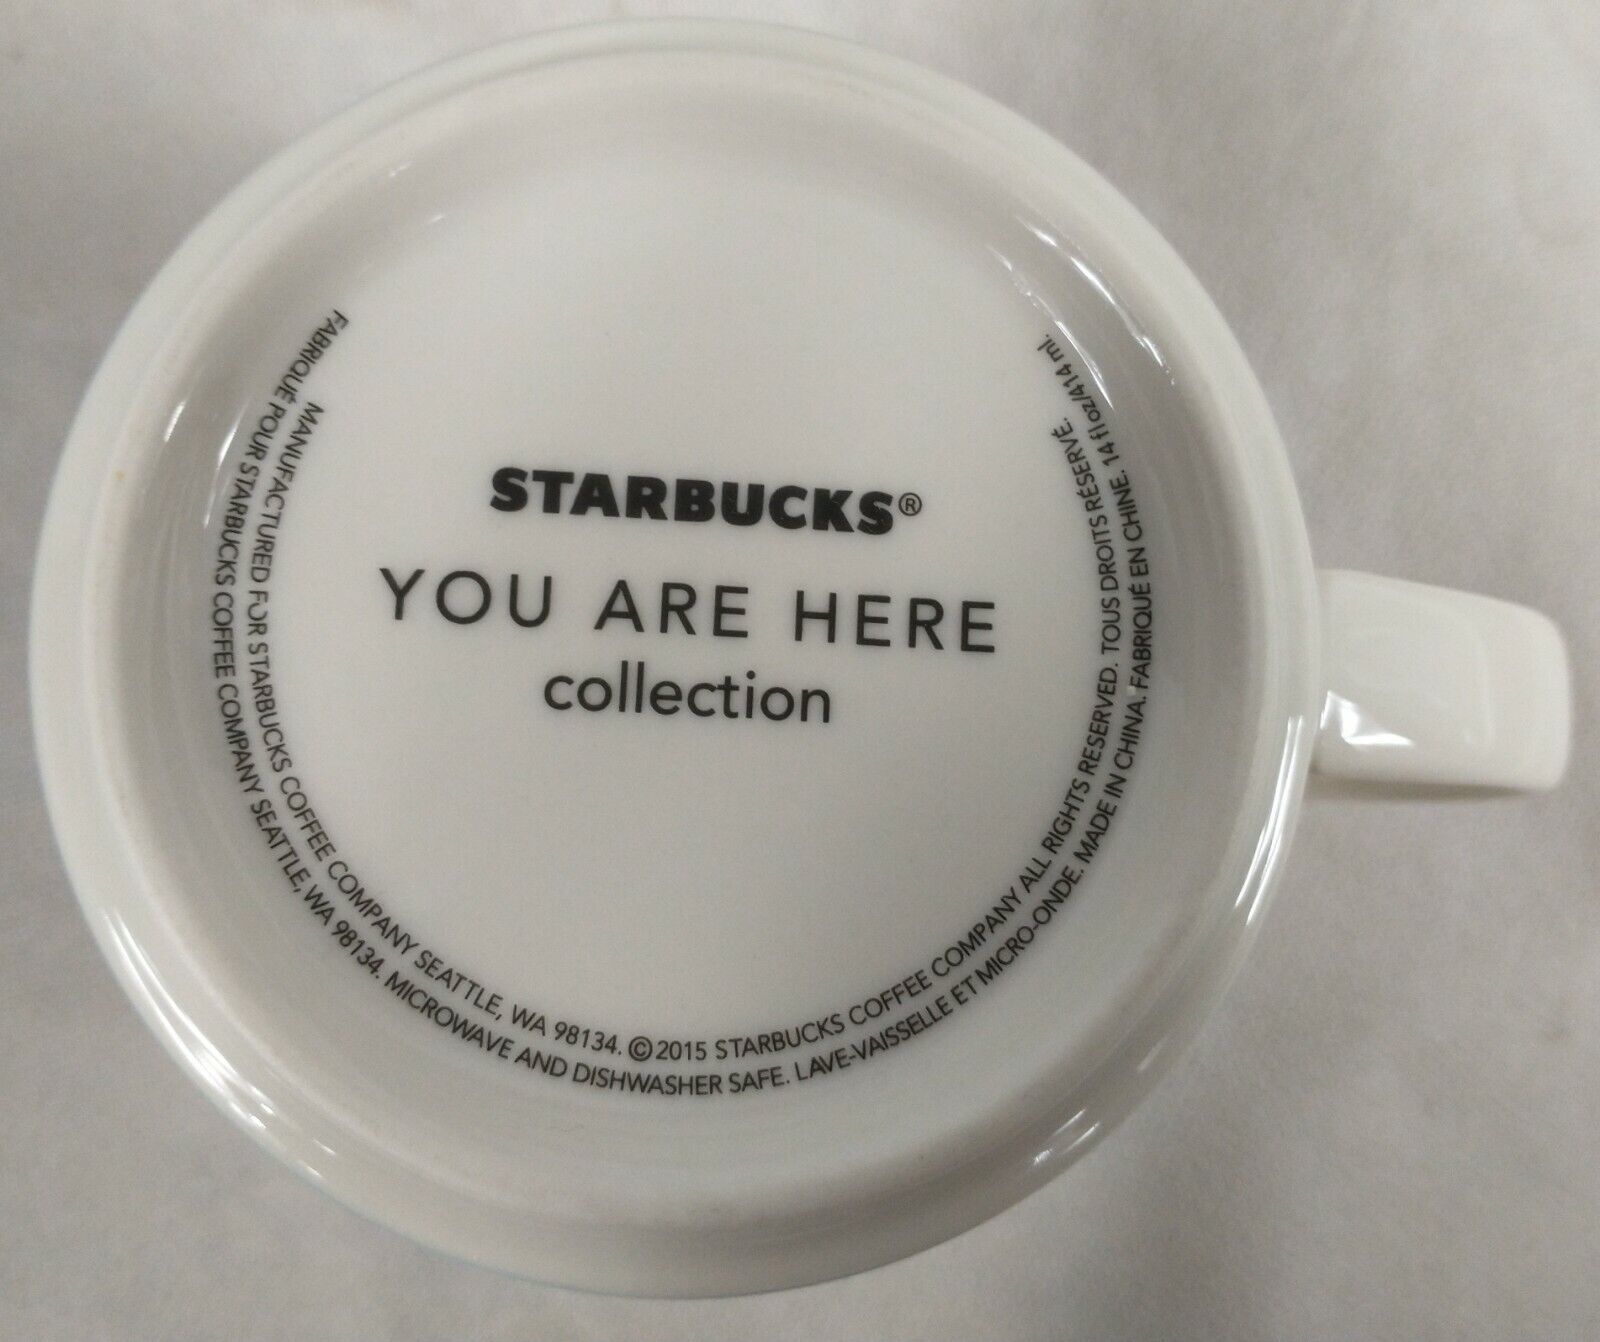 STARBUCKS®
YOU ARE HERE
collection
MANUFACTURED FOR STARBUCKS COFFEE COMPANY SEATTLE, WA 98134. ©2015 STARBUCKS COFFEE COMPANY ALL RIGHTS RESERVED. TOUS DROITS RÉSERVÉ.
FABRIQUÉ POUR STARBUCKS COFFEE COMPANY SEATTLE, WA 98134. MICROWAVE AND DISHWASHER SAFE. LAVE-VAISSELLE ET MICRO-ONDE. MADE IN CHINA. FABRIQUÉ EN CHINE. 14 fl oz/414 ml.